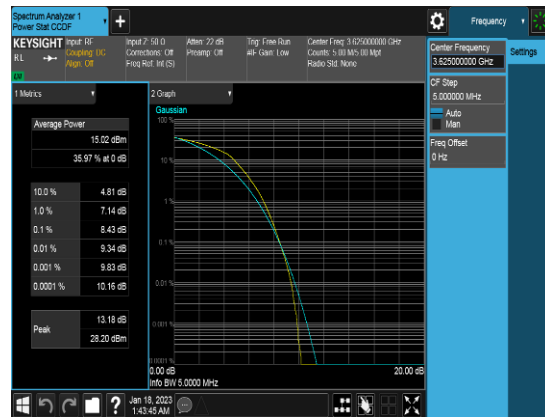 Spectrum Analyzer 1
Power Stat CCDF
Frequency
KEYSIGHT
Input: RF
Coupling: DC
Align: Off
Input Z: 50 Ω
Corrections: Off
Freq Ref: Int (S)
Atten: 22 dB
Preamp: Off
Trig: Free Run
#IF Gain: Low
Center Freq: 3.625000000 GHz
Counts: 5.00 M/5.00 Mpt
Radio Std: None
Center Frequency
3.625000000 GHz
Settings
CF Step
5.000000 MHz
Auto
Man
Freq Offset
0 Hz
1 Metrics
2 Graph
Gaussian
Average Power
15.02 dBm
35.97 % at 0 dB
10.0 % 4.81 dB
1.0 % 7.14 dB
0.1 % 8.43 dB
0.01 % 9.34 dB
0.001 % 9.83 dB
0.0001 % 10.16 dB
Peak
13.18 dB
28.20 dBm
100 %
10 %
1 %
0.1 %
0.01 %
0.001 %
0.0001 %
0.00 dB 20.00 dB
Info BW 5.0000 MHz
?
Jan 18, 2023
1:43:45 AM